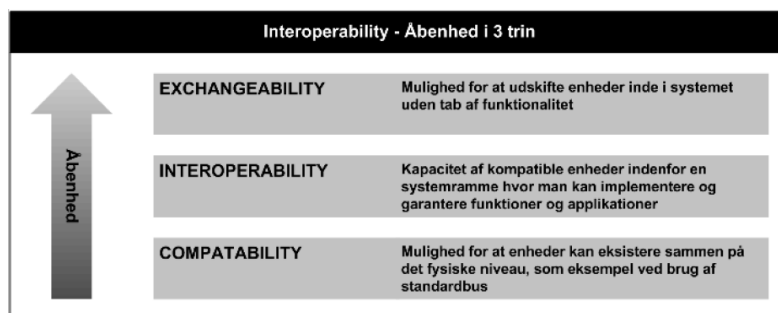 Interoperability - Åbenhed i 3 trin
Åbenhed
EXCHANGEABILITY
Mulighed for at udskifte enheder inde i systemet
uden tab af funktionalitet
INTEROPERABILITY
Kapacitet af kompatible enheder indenfor en
systemramme hvor man kan implementere og
garantere funktioner og applikationer
COMPATABILITY
Mulighed for at enheder kan eksistere sammen på
det fysiske niveau, som eksempel ved brug af
standardbus